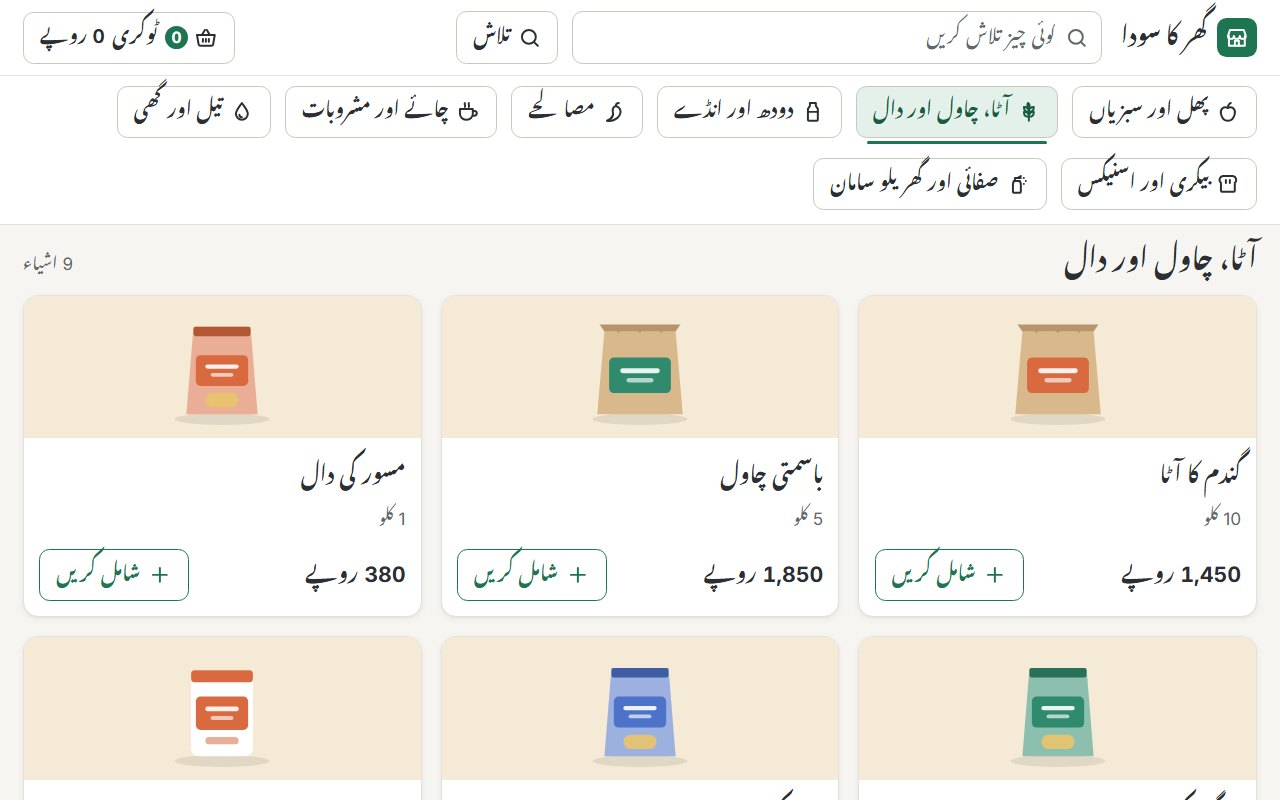 گھر کا سودا
کوئی چیز تلاش کریں
تلاش
0 ٹوکری 0 روپے
پھل اور سبزیاں
آٹا، چاول اور دال
دودھ اور انڈے
مصالحے
چائے اور مشروبات
تیل اور گھی
بیکری اور اسنیکس
صفائی اور گھریلو سامان
آٹا، چاول اور دال
9 اشیاء
گندم کا آٹا
10 کلو
1,450 روپے
شامل کریں
باسمتی چاول
5 کلو
1,850 روپے
شامل کریں
مسور کی دال
1 کلو
380 روپے
شامل کریں